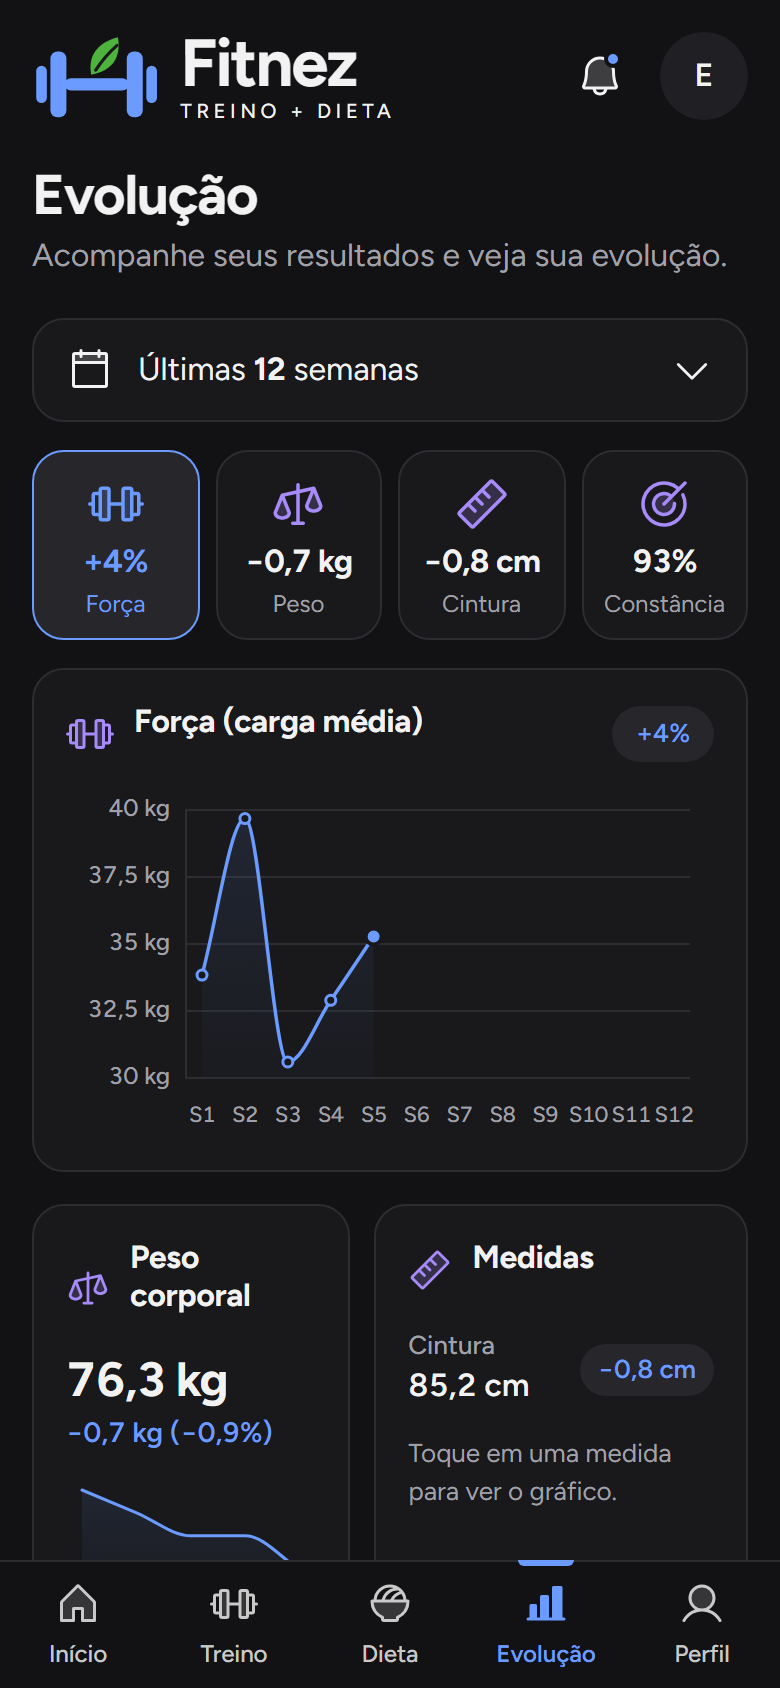 Fitnez
TREINO + DIETA
E
Evolução
Acompanhe seus resultados e veja sua evolução.
Últimas 12 semanas
+4%
Força
−0,7 kg
Peso
−0,8 cm
Cintura
93%
Constância
Força (carga média)
+4%
40 kg
37,5 kg
35 kg
32,5 kg
30 kg
S1 S2 S3 S4 S5 S6 S7 S8 S9 S10 S11 S12
Peso
corporal
76,3 kg
−0,7 kg (−0,9%)
Medidas
Cintura
85,2 cm
−0,8 cm
Toque em uma medida
para ver o gráfico.
Início
Treino
Dieta
Evolução
Perfil